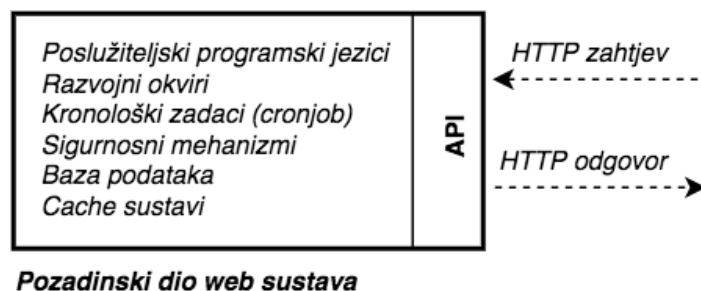 Poslužiteljski programski jezici
Razvojni okviri
Kronološki zadaci (cronjob)
Sigurnosni mehanizmi
Baza podataka
Cache sustavi
API
HTTP zahtjev
HTTP odgovor
Pozadinski dio web sustava